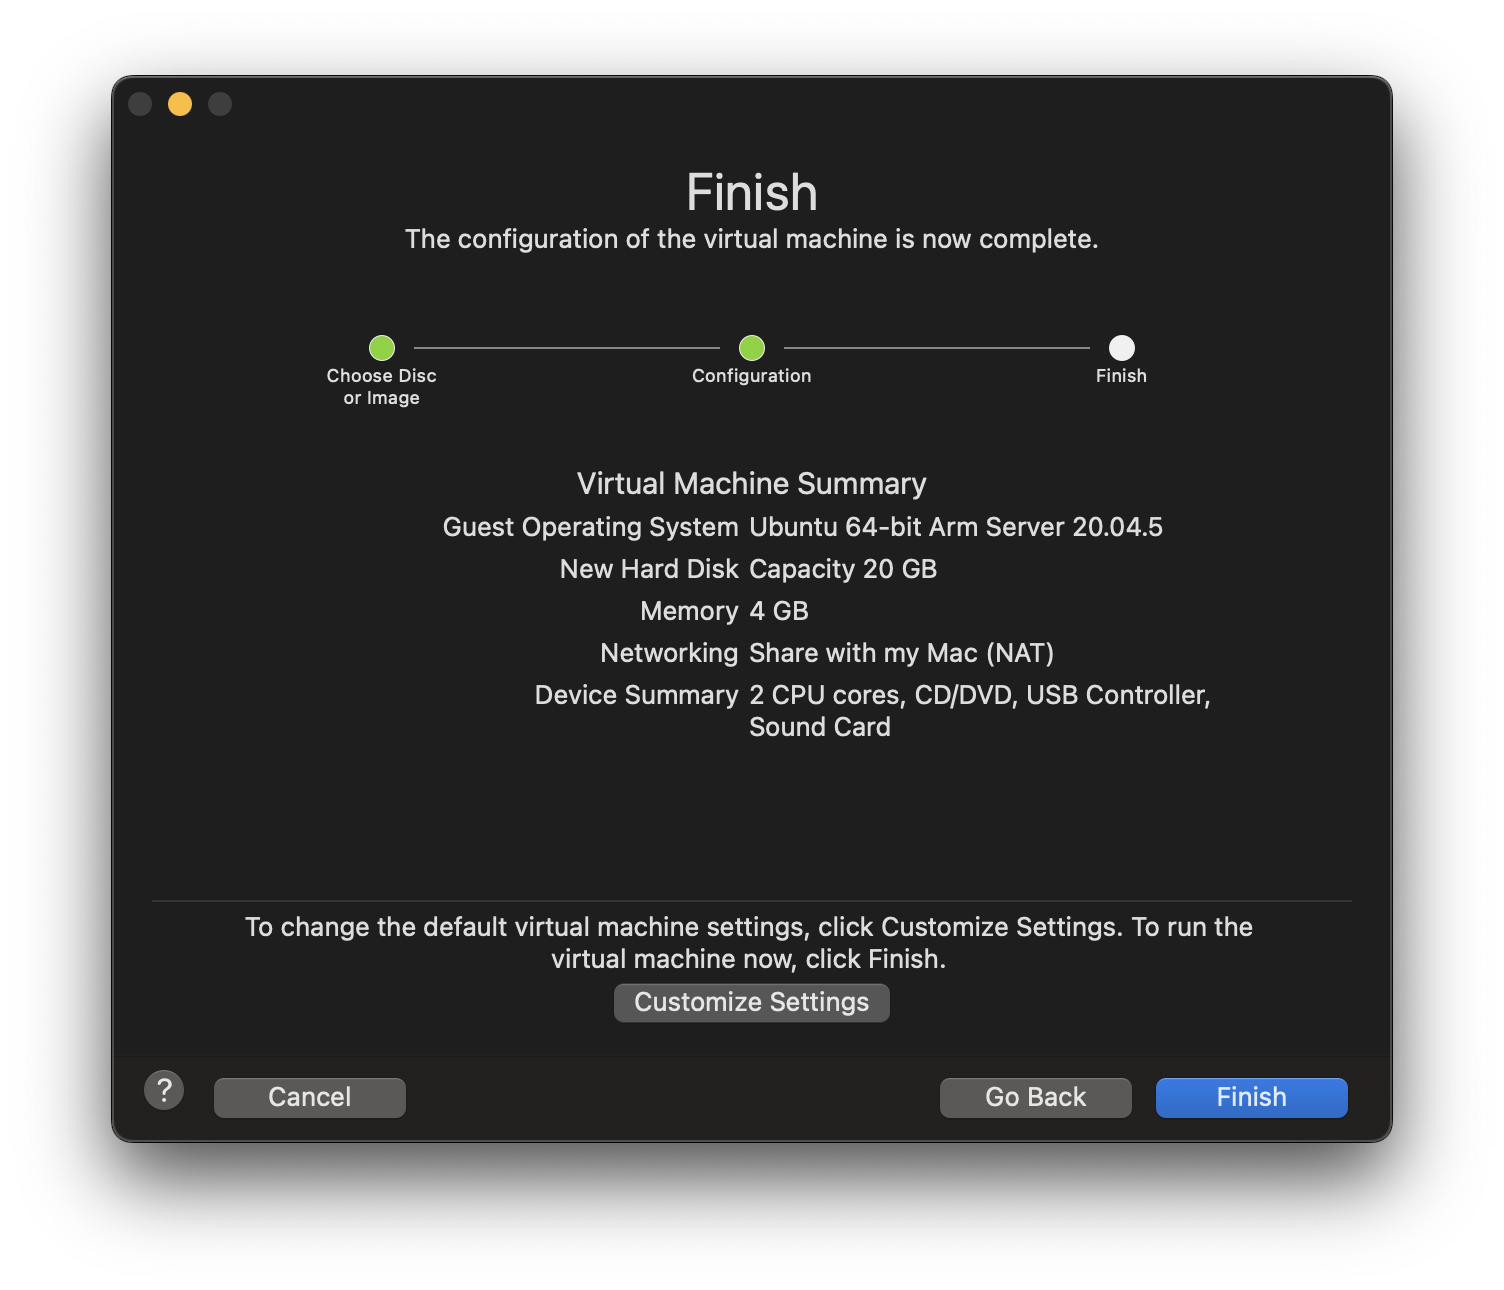 Finish
The configuration of the virtual machine is now complete.
Choose Disc
or Image
Configuration
Finish
Virtual Machine Summary
Guest Operating System Ubuntu 64-bit Arm Server 20.04.5
New Hard Disk Capacity 20 GB
Memory 4 GB
Networking Share with my Mac (NAT)
Device Summary 2 CPU cores, CD/DVD, USB Controller,
Sound Card
To change the default virtual machine settings, click Customize Settings. To run the
virtual machine now, click Finish.
Customize Settings
? Cancel Go Back Finish